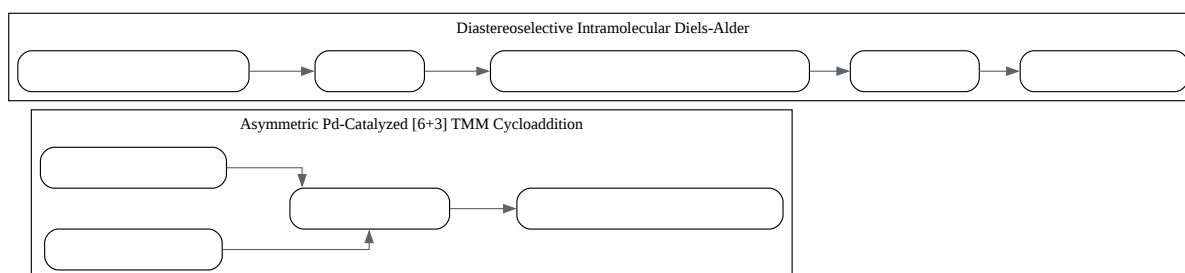 Diastereoselective Intramolecular Diels-Alder
Asymmetric Pd-Catalyzed [6+3] TMM Cycloaddition